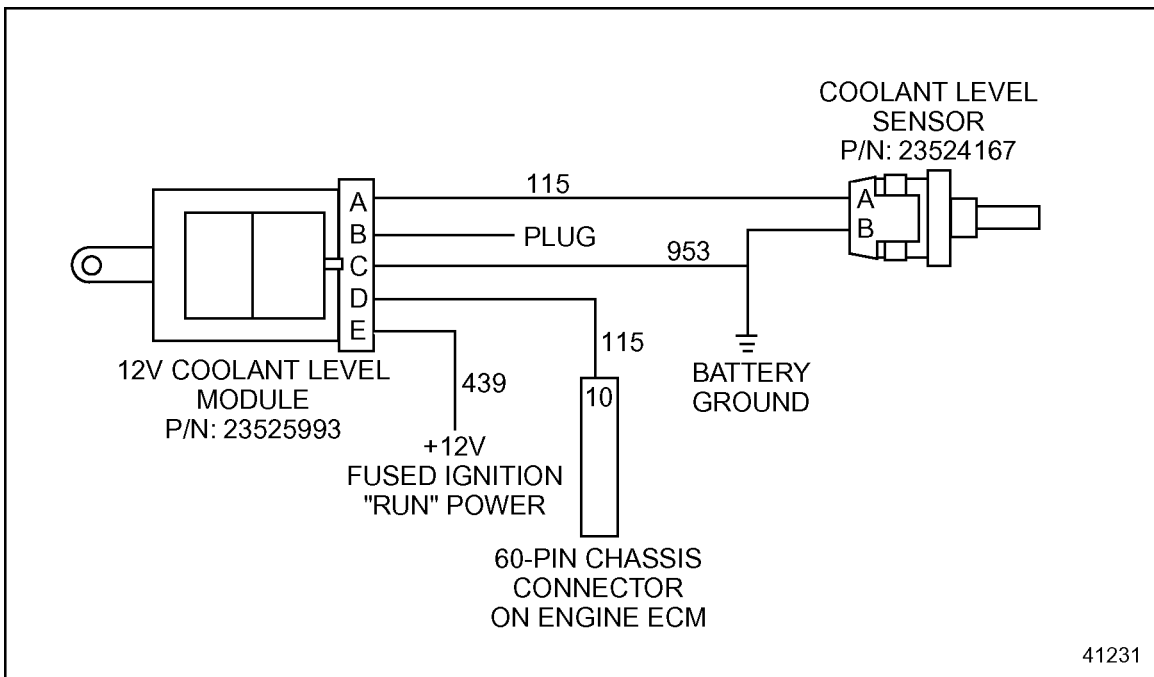 COOLANT LEVEL
SENSOR
P/N: 23524167
115
A
B
C
D
E
PLUG
953
A
B
115
439
10
12V COOLANT LEVEL
MODULE
P/N: 23525993
+12V
FUSED IGNITION
"RUN" POWER
BATTERY
GROUND
60-PIN CHASSIS
CONNECTOR
ON ENGINE ECM
41231